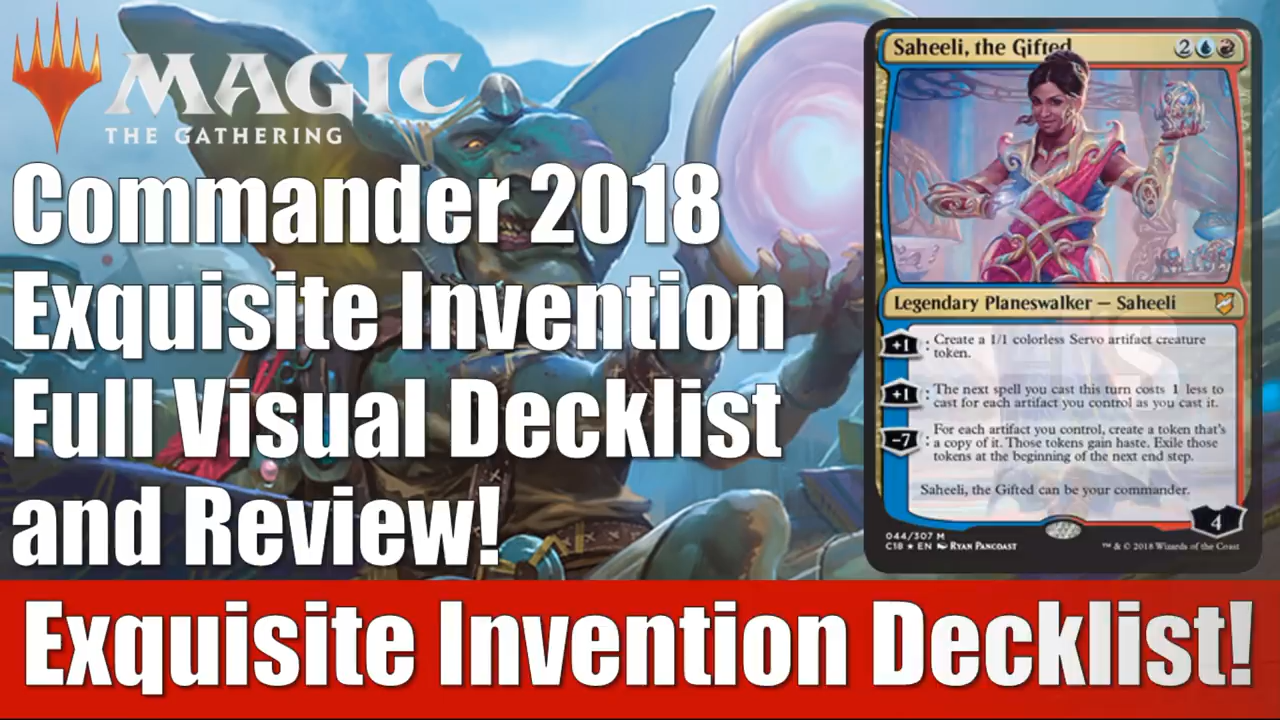 MAGIC
THE GATHERING
Commander 2018
Exquisite Invention
Full Visual Decklist
and Review!
Saheeli, the Gifted
2
Legendary Planeswalker — Saheeli
+1 : Create a 1/1 colorless Servo artifact creature
token.
+1 : The next spell you cast this turn costs 1 less to
cast for each artifact you control as you cast it.
For each artifact you control, create a token that's
-7 : a copy of it. Those tokens gain haste. Exile those
tokens at the beginning of the next end step.
Saheeli, the Gifted can be your commander.
4
044/307 M
C18 ★ EN Ryan Pancoast
™ & © 2018 Wizards of the Coast
Exquisite Invention Decklist!